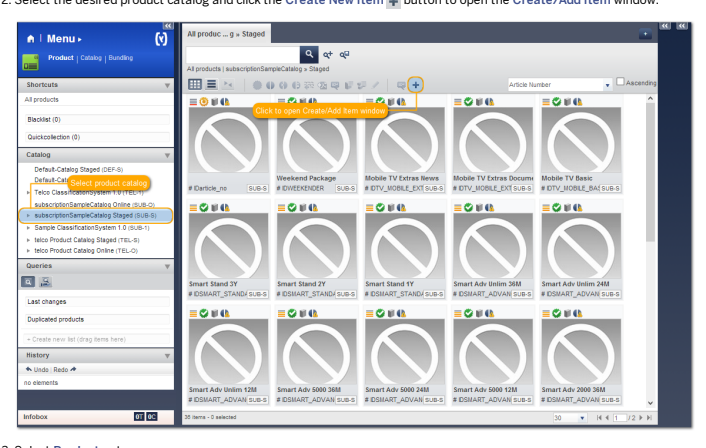 2. Select the desired product catalog and click the Create New Item button to open the Create/Add Item window.
Menu
Product | Catalog | Bundling
Shortcuts
All products
Blacklist (0)
Quickcollection (0)
Catalog
Default-Catalog Staged (DEF-S)
Default-Cat
Select product catalog
Telco ClassificationSystem 1.0 (TEL-1)
subscriptionSampleCatalog Online (SUB-O)
subscriptionSampleCatalog Staged (SUB-S)
Sample ClassificationSystem 1.0 (SUB-1)
telco Product Catalog Staged (TEL-S)
telco Product Catalog Online (TEL-O)
Queries
Last changes
Duplicated products
+ Create new list (drag items here)
History
Undo Redo
no elements
Infobox
0T 0C
All produc ... g » Staged
All products | subscriptionSampleCatalog » Staged
Article Number
Ascending
Click to open Create/Add Item window
Weekend Package
Mobile TV Extras News
Mobile TV Extras Docume
Mobile TV Basic
# IDarticle_no SUB-S
# IDWEEKENDER SUB-S
# IDTV_MOBILE_EXT SUB-S
# IDTV_MOBILE_EXT SUB-S
# IDTV_MOBILE_BAS SUB-S
Smart Stand 3Y
Smart Stand 2Y
Smart Stand 1Y
Smart Adv Unlim 36M
Smart Adv Unlim 24M
# IDSMART_STANDA SUB-S
# IDSMART_STANDA SUB-S
# IDSMART_STANDA SUB-S
# IDSMART_ADVAN SUB-S
# IDSMART_ADVAN SUB-S
Smart Adv Unlim 12M
Smart Adv 5000 36M
Smart Adv 5000 24M
Smart Adv 5000 12M
Smart Adv 2000 36M
# IDSMART_ADVAN SUB-S
# IDSMART_ADVAN SUB-S
# IDSMART_ADVAN SUB-S
# IDSMART_ADVAN SUB-S
# IDSMART_ADVAN SUB-S
36 items - 0 selected
30
1 / 2